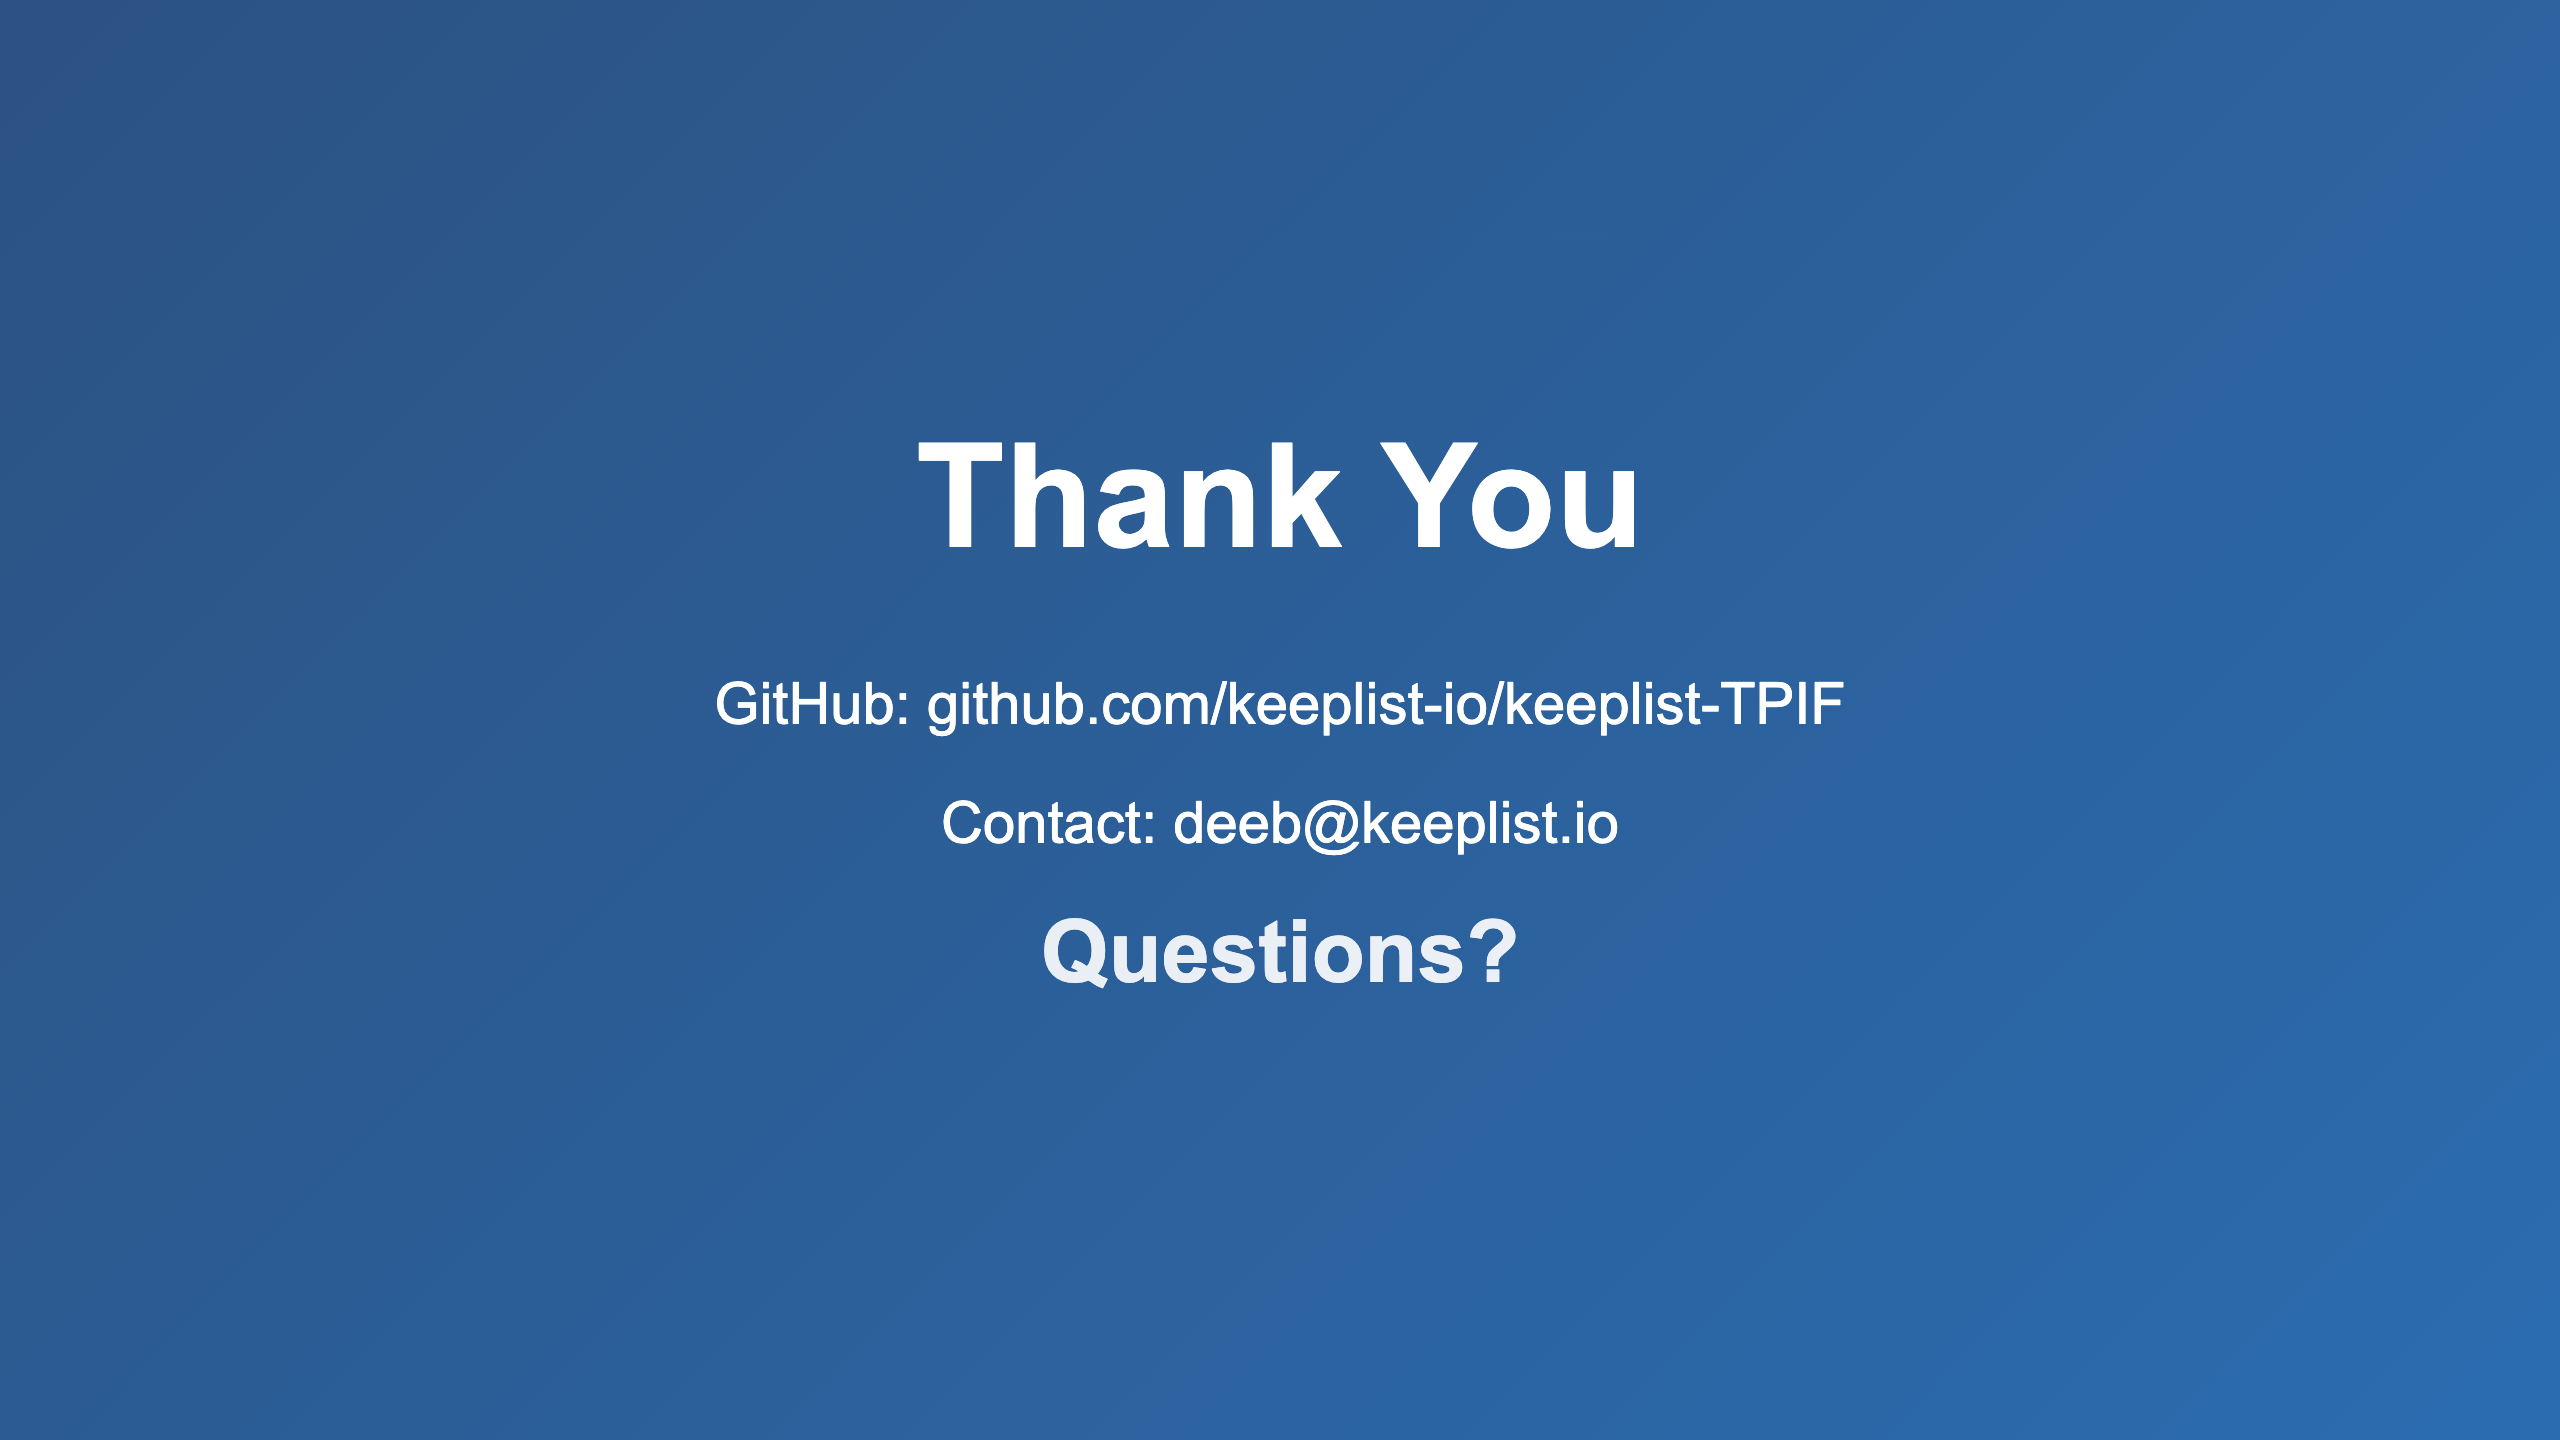 Thank You
GitHub: github.com/keeplist-io/keeplist-TPIF
Contact: deeb@keeplist.io
Questions?